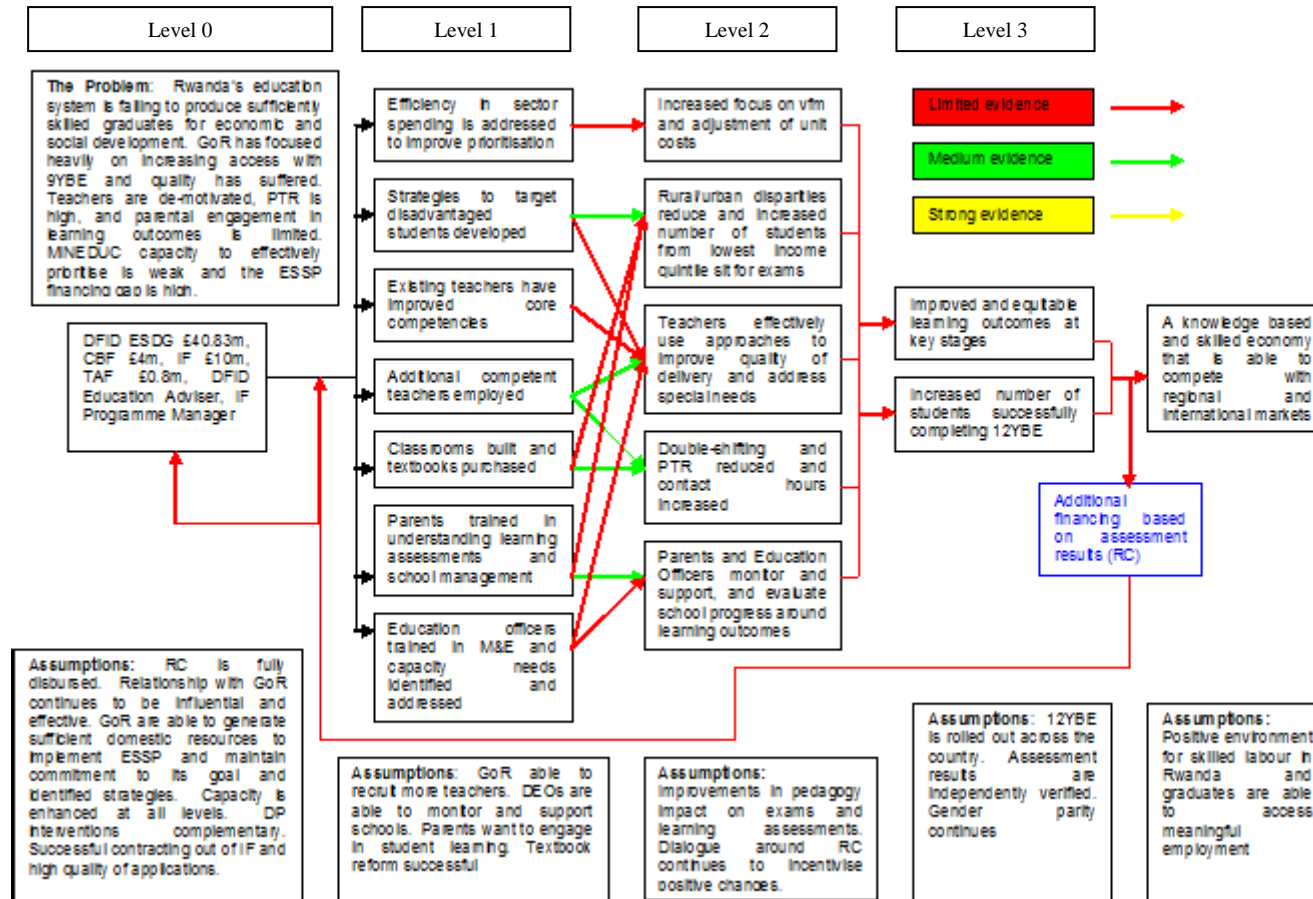 Level 0
Level 1
Level 2
Level 3
The Problem: Rwanda's education
system is failing to produce sufficiently
skilled graduates for economic and
social development. GoR has focused
heavily on increasing access with
9YBE and quality has suffered.
Teachers are de-motivated, PTR is
high, and parental engagement in
learning outcomes is limited.
MINEDUC capacity to effectively
prioritise is weak and the ESSP
financing gap is high.
DFID ESDG £40.83m,
CBF £4m, IF £10m,
TAF £0.8m, DFID
Education Adviser, IF
Programme Manager
Assumptions: RC is fully
disbursed. Relationship with GoR
continues to be influential and
effective. GoR are able to generate
sufficient domestic resources to
implement ESSP and maintain
commitment to its goal and
identified strategies. Capacity is
enhanced at all levels. DP
interventions complementary.
Successful contracting out of IF and
high quality of applications.
Efficiency in sector
spending is addressed
to improve prioritisation
Strategies to target
disadvantaged
students developed
Existing teachers have
improved core
competencies
Additional competent
teachers employed
Classrooms built and
textbooks purchased
Parents trained in
understanding learning
assessments and
school management
Education officers
trained in M&E and
capacity needs
identified and
addressed
Assumptions: GoR able to
recruit more teachers. DEOs are
able to monitor and support
schools. Parents want to engage
in student learning. Textbook
reform successful
Increased focus on vfm
and adjustment of unit
costs
Rural/urban disparities
reduce and increased
number of students
from lowest income
quintile sit for exams
Teachers effectively
use approaches to
improve quality of
delivery and address
special needs
Double-shifting and
PTR reduced and
contact hours
increased
Parents and Education
Officers monitor and
support, and evaluate
school progress around
learning outcomes
Assumptions:
Improvements in pedagogy
impact on exams and
learning assessments.
Dialogue around RC
continues to incentivise
positive changes.
Limited evidence
Medium evidence
Strong evidence
Improved and equitable
learning outcomes at
key stages
Increased number of
students successfully
completing 12YBE
A knowledge based
and skilled economy
that is able to
compete with
regional and
international markets
Additional
financing based
on assessment
results (RC)
Assumptions: 12YBE
is rolled out across the
country. Assessment
results are
independently verified.
Gender parity
continues
Assumptions:
Positive environment
for skilled labour in
Rwanda and
graduates are able
to access
meaningful
employment